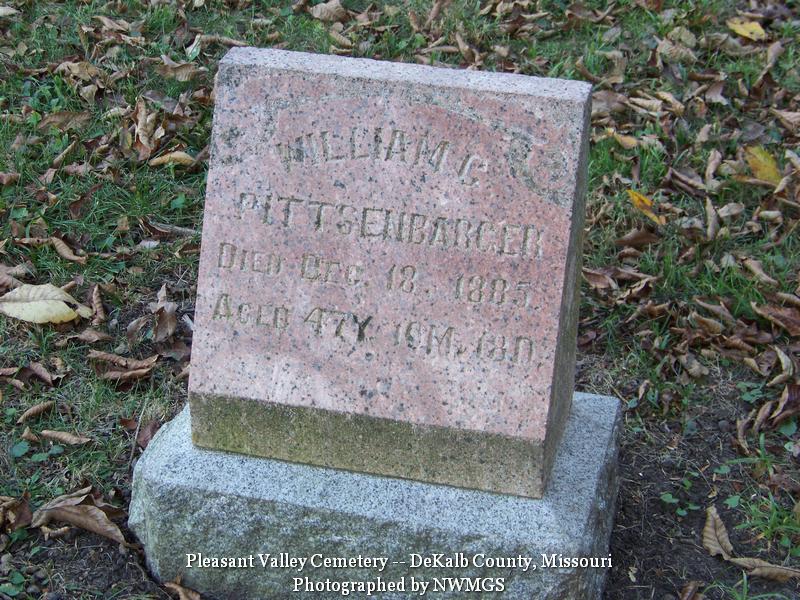 WILLIAM C.
PITTSENBARGER
DIED DEC. 18, 1885.
AGED 47Y. 10M. 18D.
Pleasant Valley Cemetery -- DeKalb County, Missouri
Photographed by NWMGS